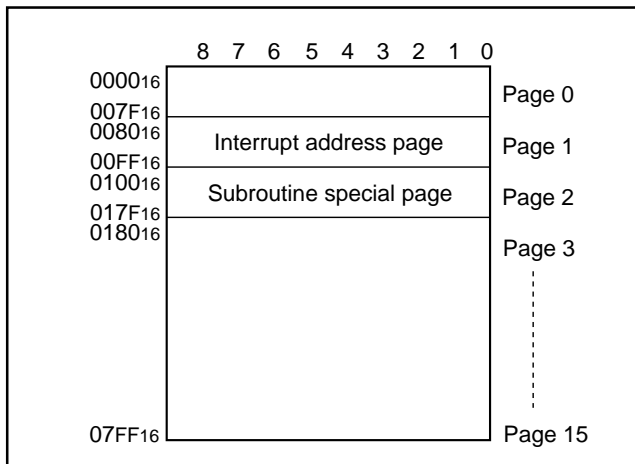 8 7 6 5 4 3 2 1 0
000016
Page 0
007F16
008016
Interrupt address page
Page 1
00FF16
010016
Subroutine special page
Page 2
017F16
018016
Page 3
07FF16
Page 15